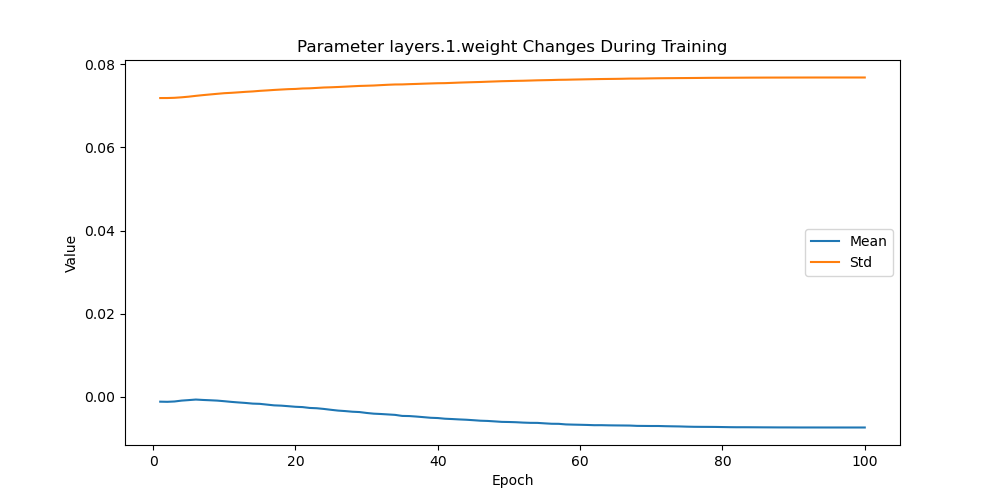 Parameter layers.1.weight Changes During Training
0.08
0.06
0.04
0.02
0.00
Value
Mean
Std
0
20
40
60
80
100
Epoch